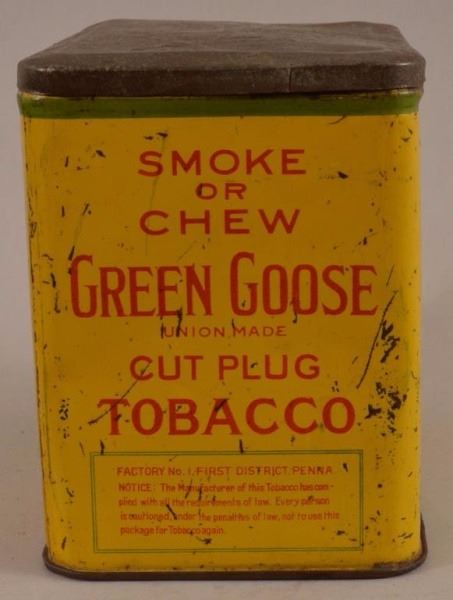 SMOKE
OR
CHEW
GREEN GOOSE
UNION MADE
CUT PLUG
TOBACCO
FACTORY No. 1, FIRST DISTRICT. PENNA
NOTICE: The Manufacturer of this Tobacco has com-
plied with all the requirements of law. Every person
is cautioned, under the penalties of law, not to use this
package for Tobacco again.